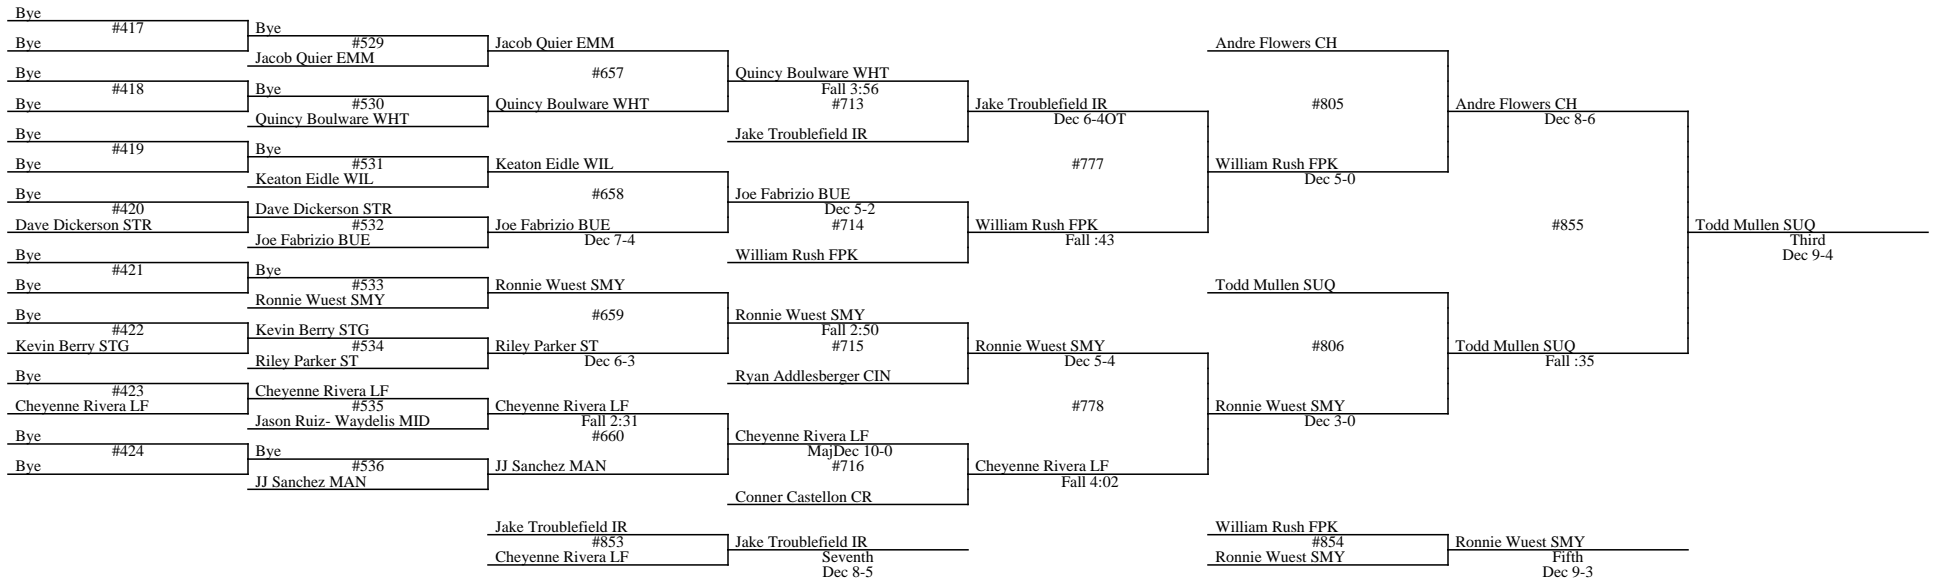 Bye
#417
Bye
Bye
#418
Bye
Bye
#419
Bye
Bye
#420
Dave Dickerson STR
Bye
#421
Bye
Bye
#422
Kevin Berry STG
Bye
#423
Cheyenne Rivera LF
Bye
#424
Bye
Bye
#529
Jacob Quier EMM
Bye
#530
Quincy Boulware WHT
Bye
#531
Keaton Eidle WIL
Dave Dickerson STR
#532
Joe Fabrizio BUE
Bye
#533
Ronnie Wuest SMY
Kevin Berry STG
#534
Riley Parker ST
Cheyenne Rivera LF
#535
Jason Ruiz- Waydelis MID
Bye
#536
JJ Sanchez MAN
Jacob Quier EMM
#657
Quincy Boulware WHT
Keaton Eidle WIL
#658
Joe Fabrizio BUE
Dec 7-4
Ronnie Wuest SMY
#659
Riley Parker ST
Dec 6-3
Cheyenne Rivera LF
Fall 2:31
#660
JJ Sanchez MAN
Quincy Boulware WHT
Fall 3:56
#713
Jake Troublefield IR
Joe Fabrizio BUE
Dec 5-2
#714
William Rush FPK
Ronnie Wuest SMY
Fall 2:50
#715
Ryan Addlesberger CIN
Cheyenne Rivera LF
MajDec 10-0
#716
Conner Castellon CR
Jake Troublefield IR
Dec 6-4OT
#777
William Rush FPK
Fall :43
Ronnie Wuest SMY
Dec 5-4
#778
Cheyenne Rivera LF
Fall 4:02
Andre Flowers CH
#805
William Rush FPK
Dec 5-0
Todd Mullen SUQ
#806
Ronnie Wuest SMY
Dec 3-0
Andre Flowers CH
Dec 8-6
#855
Todd Mullen SUQ
Fall :35
Todd Mullen SUQ
Third
Dec 9-4
Jake Troublefield IR
#853
Cheyenne Rivera LF
Jake Troublefield IR
Seventh
Dec 8-5
William Rush FPK
#854
Ronnie Wuest SMY
Ronnie Wuest SMY
Fifth
Dec 9-3